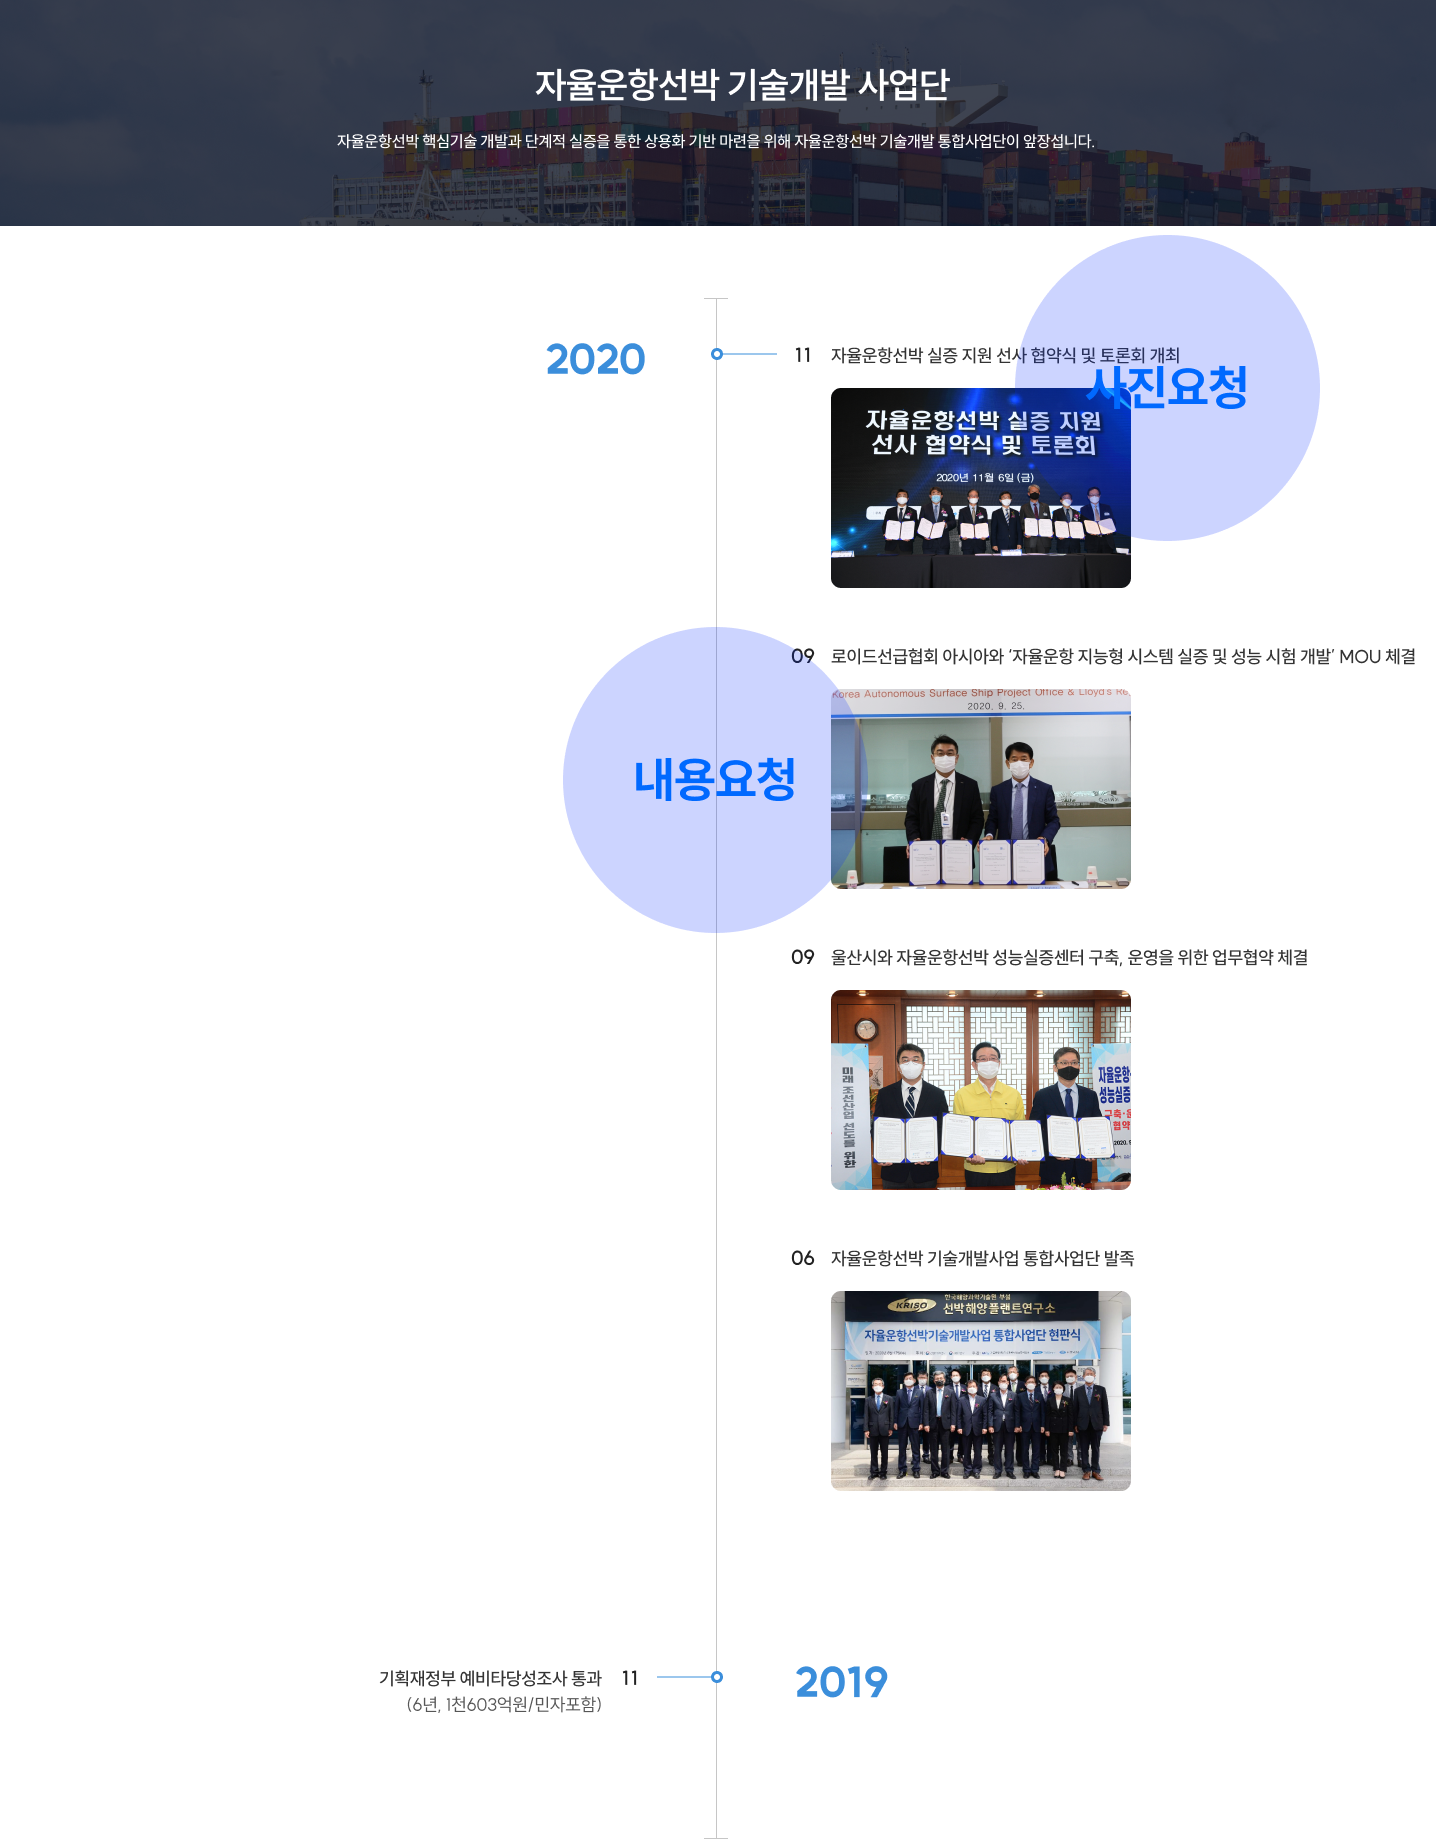 자율운항선박 기술개발 사업단
자율운항선박 핵심기술 개발과 단계적 실증을 통한 상용화 기반 마련을 위해 자율운항선박 기술개발 통합사업단이 앞장섭니다.
2020
11 자율운항선박 실증 지원 선사 협약식 및 토론회 개최
사진요청
자율운항선박 실증 지원
선사 협약식 및 토론회
2020년 11월 6일 (금)
09 로이드선급협회 아시아와 '자율운항 지능형 시스템 실증 및 성능 시험 개발' MOU 체결
Korea Autonomous Surface Ship Project Office & Lloyd's Re
2020. 9. 25.
내용요청
09 울산시와 자율운항선박 성능실증센터 구축, 운영을 위한 업무협약 체결
미래 조선산업 선도를 위한
자율운항
성능실증
구축·운
협약
2020. 9
06 자율운항선박 기술개발사업 통합사업단 발족
한국해양과학기술원 부설
KRISO 선박해양플랜트연구소
자율운항선박기술개발사업 통합사업단 현판식
기획재정부 예비타당성조사 통과 11
(6년, 1천603억원/민자포함)
2019